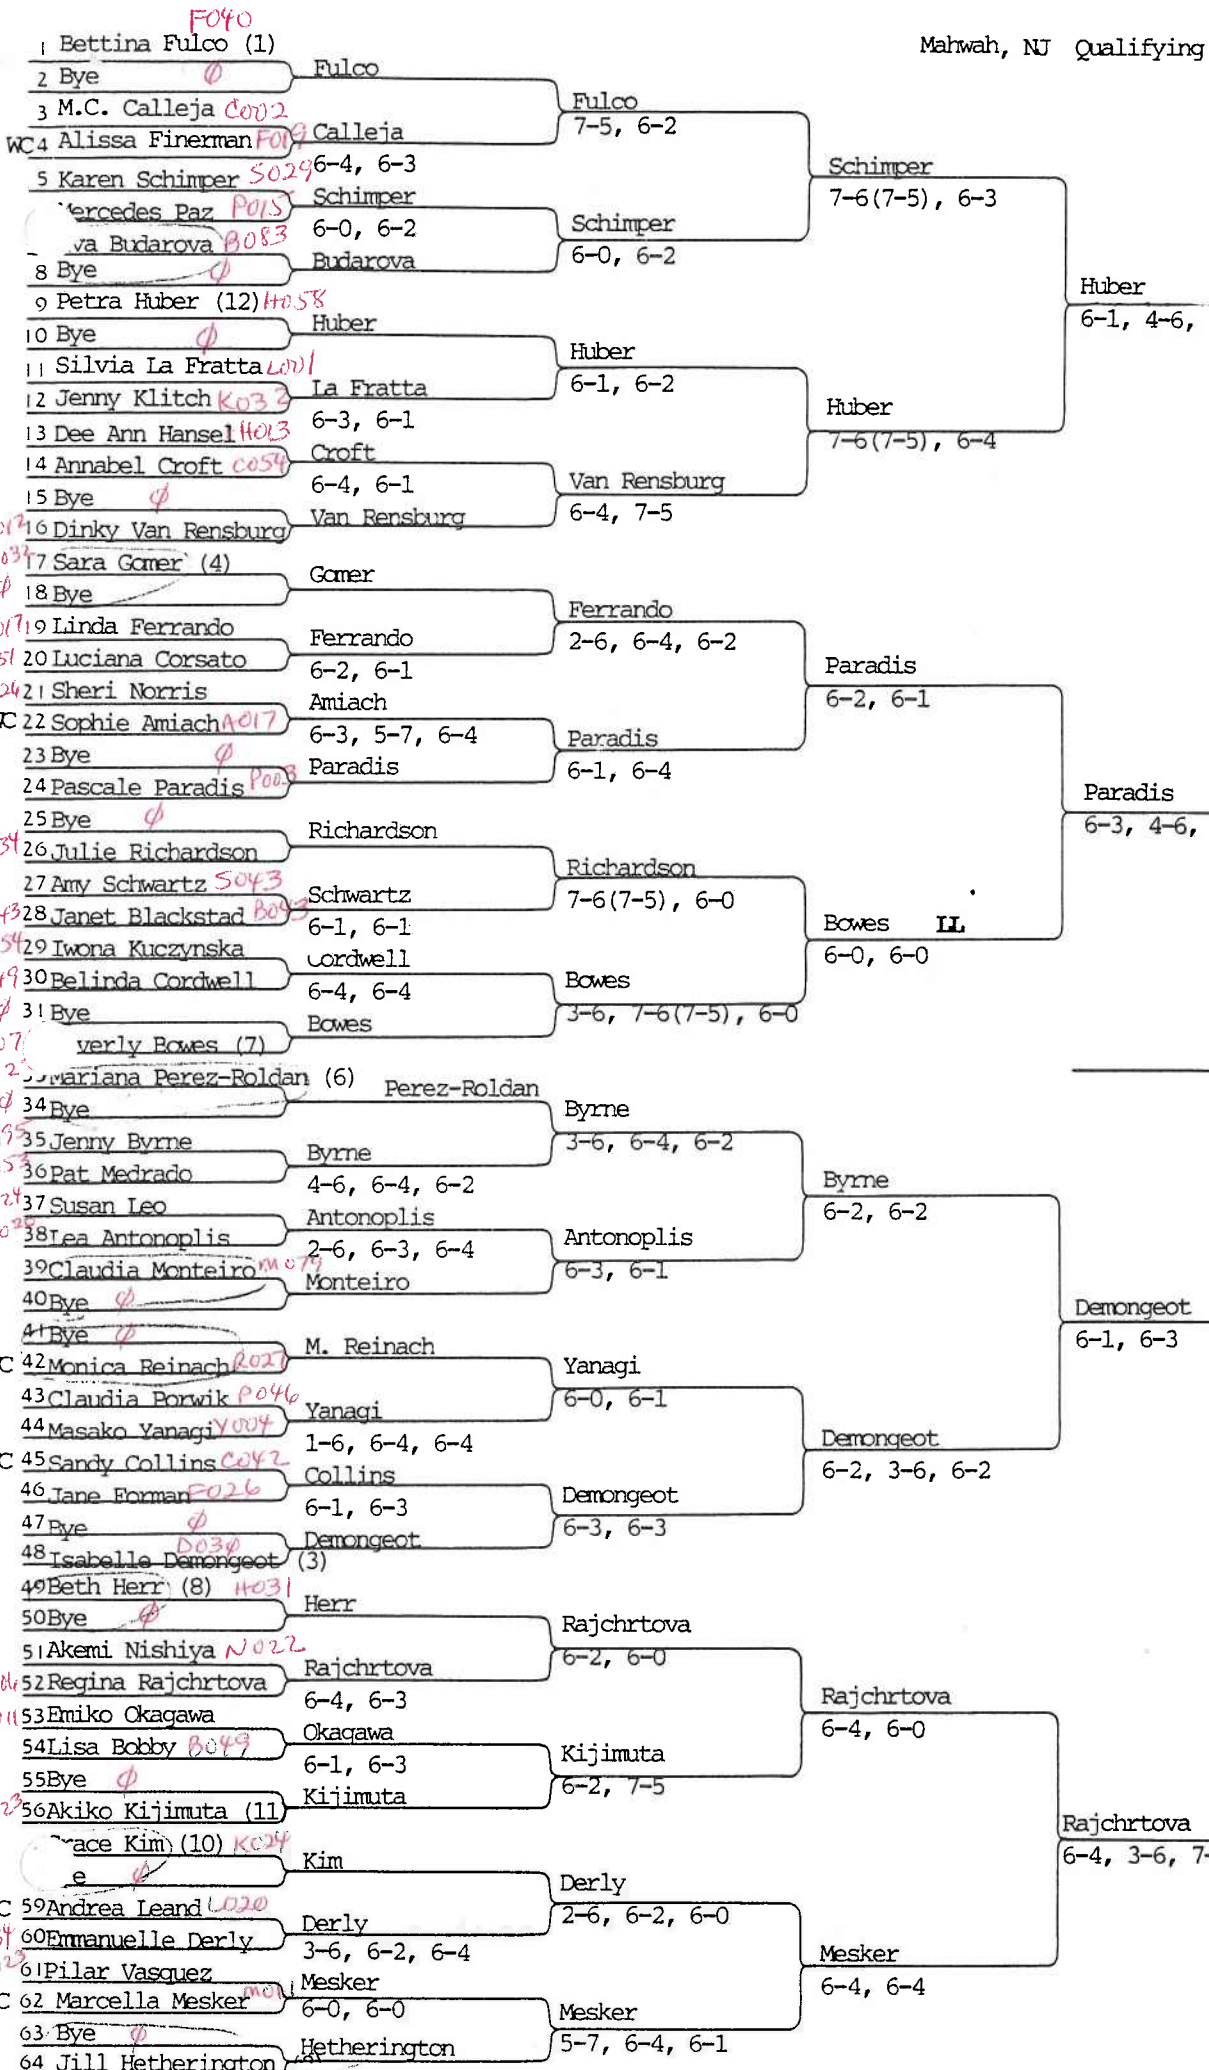 F040
1 Bettina Fulco (1)
Mahwah, NJ Qualifying
2 Bye φ
Fulco
3 M.C. Calleja C002
Fulco
7-5, 6-2
WC 4 Alissa Finerman F019
Calleja
6-4, 6-3
5 Karen Schimper S029
Schimper
7-6(7-5), 6-3
Mercedes Paz P015
Schimper
6-0, 6-2
va Budarova B083
Schimper
6-0, 6-2
8 Bye φ
Budarova
9 Petra Huber (12) H058
Huber
6-1, 4-6,
10 Bye φ
Huber
11 Silvia La Fratta L001
Huber
6-1, 6-2
12 Jenny Klitch K032
La Fratta
6-3, 6-1
13 Dee Ann Hansel H013
Huber
7-6(7-5), 6-4
14 Annabel Croft C054
Croft
6-4, 6-1
15 Bye φ
Van Rensburg
6-4, 7-5
16 Dinky Van Rensburg
Van Rensburg
17 Sara Gomer (4)
Gomer
18 Bye
19 Linda Ferrando
Ferrando
2-6, 6-4, 6-2
20 Luciana Corsato
Ferrando
6-2, 6-1
21 Sheri Norris
Paradis
6-2, 6-1
22 Sophie Amiach A017
Amiach
6-3, 5-7, 6-4
23 Bye φ
Paradis
6-1, 6-4
24 Pascale Paradis P003
Paradis
25 Bye φ
Paradis
6-3, 4-6,
26 Julie Richardson
Richardson
27 Amy Schwartz S043
Richardson
7-6(7-5), 6-0
28 Janet Blackstad B043
Schwartz
6-1, 6-1
Bowes LL
6-0, 6-0
29 Iwona Kuczynska
30 Belinda Cordwell
Cordwell
6-4, 6-4
31 Bye
Bowes
3-6, 7-6(7-5), 6-0
verly Bowes (7)
Bowes
Mariana Perez-Roldan (6)
Perez-Roldan
34 Bye
35 Jenny Byrne
Byrne
3-6, 6-4, 6-2
36 Pat Medrado
Byrne
4-6, 6-4, 6-2
37 Susan Leo
Byrne
6-2, 6-2
38 Lea Antonoplis
Antonoplis
2-6, 6-3, 6-4
39 Claudia Monteiro M079
Antonoplis
6-3, 6-1
40 Bye φ
Monteiro
41 Bye φ
Demongeot
6-1, 6-3
42 Monica Reinach R027
M. Reinach
43 Claudia Porwik P046
Yanagi
6-0, 6-1
44 Masako Yanagi Y004
Yanagi
1-6, 6-4, 6-4
45 Sandy Collins C042
Demongeot
6-2, 3-6, 6-2
46 Jane Forman F026
Collins
6-1, 6-3
47 Bye φ
Demongeot
6-3, 6-3
D030
48 Isabelle Demongeot (3)
Demongeot
49 Beth Herr (8) H031
Herr
50 Bye φ
51 Akemi Nishiya N022
Rajchrtova
6-2, 6-0
52 Regina Rajchrtova
Rajchrtova
6-4, 6-3
53 Emiko Okagawa
Rajchrtova
6-4, 6-0
54 Lisa Bobby B049
Okagawa
6-1, 6-3
55 Bye φ
Kijimuta
6-2, 7-5
56 Akiko Kijimuta (11)
Kijimuta
race Kim (10) K024
Rajchrtova
6-4, 3-6, 7-
e φ
Kim
59 Andrea Leand L020
Derly
2-6, 6-2, 6-0
60 Emmanuelle Derly
Derly
3-6, 6-2, 6-4
61 Pilar Vasquez
Mesker
6-4, 6-4
62 Marcella Mesker
Mesker
6-0, 6-0
63 Bye φ
Mesker
5-7, 6-4, 6-1
64 Jill Hetherington
Hetherington